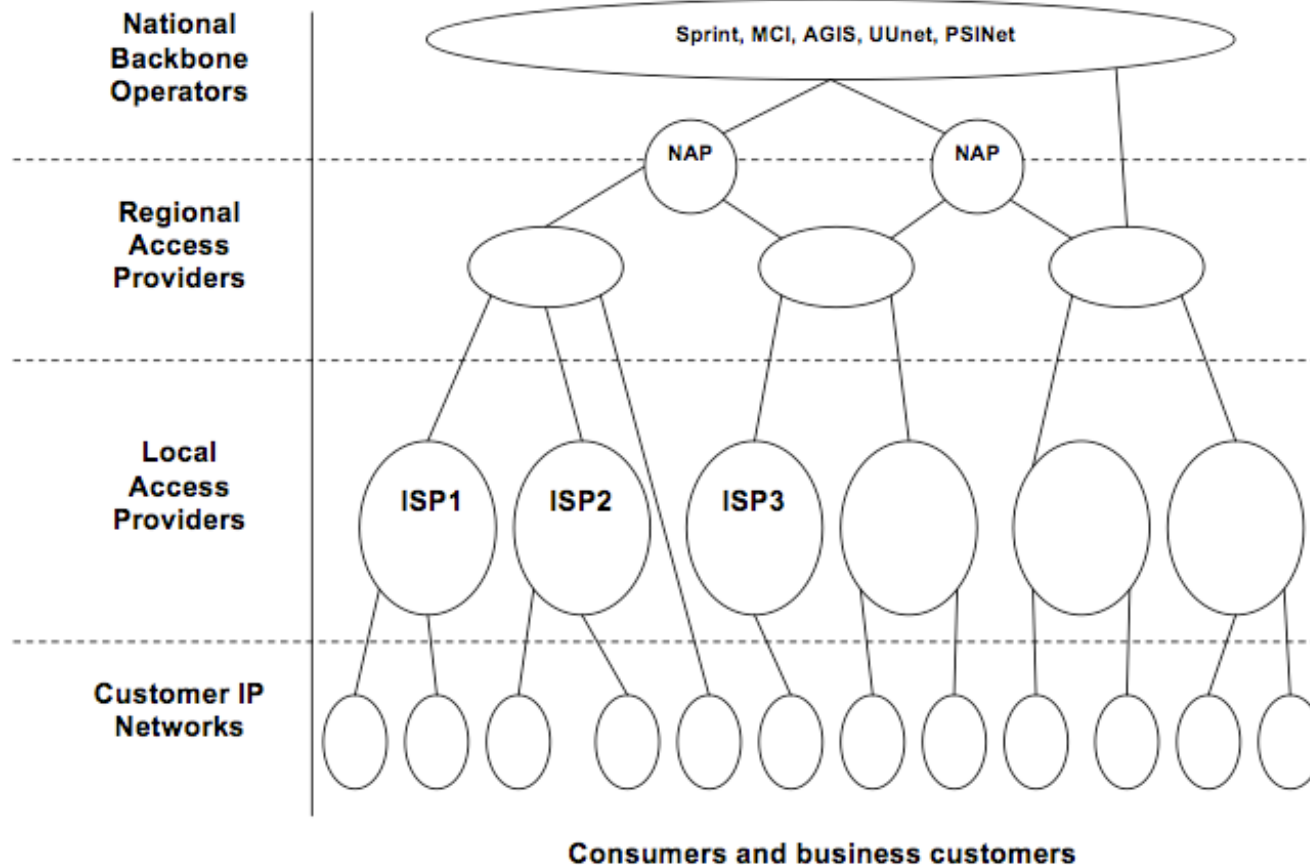 National
Backbone
Operators
Sprint, MCI, AGIS, UUnet, PSINet
NAP
NAP
Regional
Access
Providers
Local
Access
Providers
ISP1
ISP2
ISP3
Customer IP
Networks
Consumers and business customers